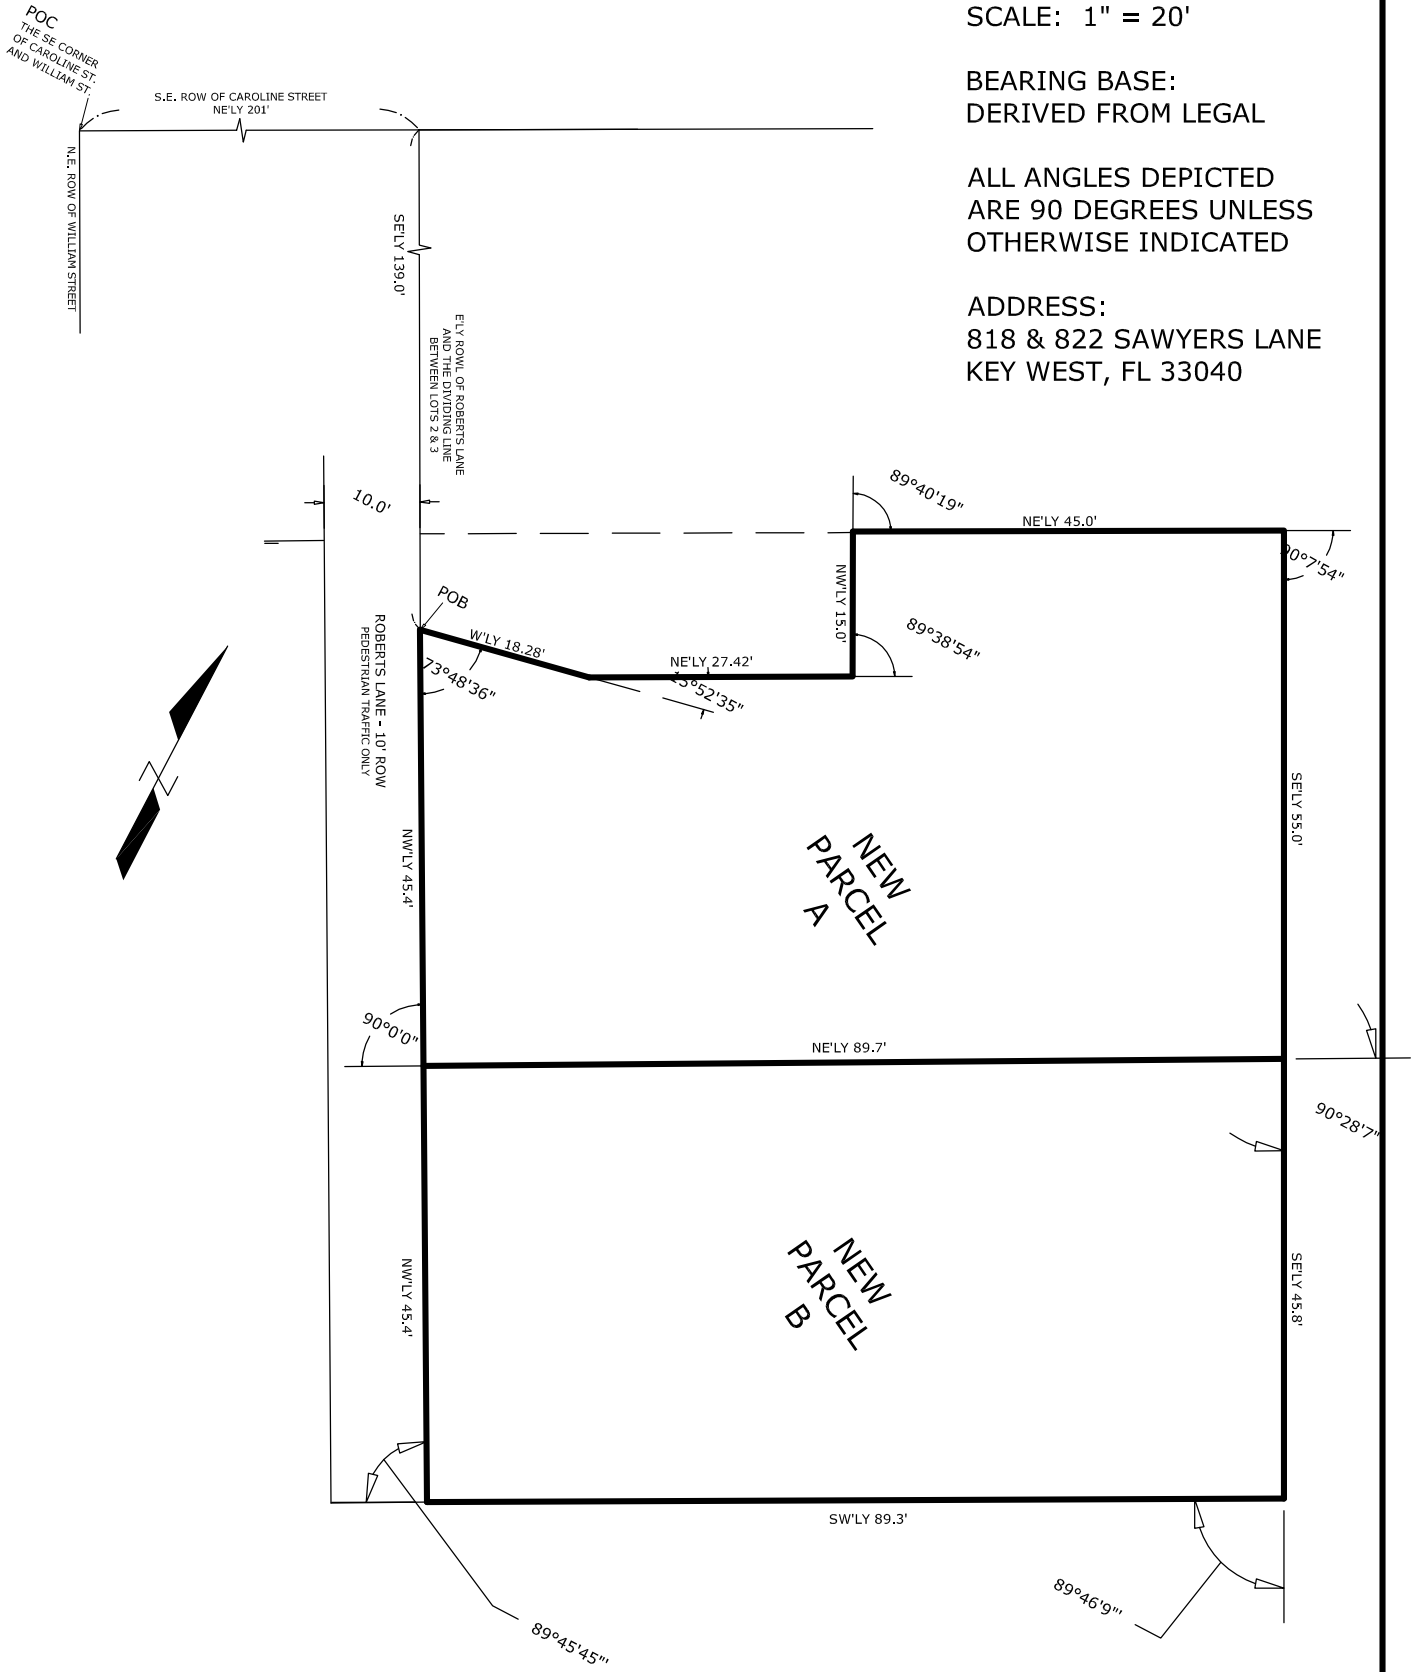 POC
THE SE CORNER
OF CAROLINE ST.
AND WILLIAM ST.
S.E. ROW OF CAROLINE STREET
NE'LY 201'
N.E. ROW OF WILLIAM STREET
SCALE: 1" = 20'
BEARING BASE:
DERIVED FROM LEGAL
ALL ANGLES DEPICTED
ARE 90 DEGREES UNLESS
OTHERWISE INDICATED
ADDRESS:
818 & 822 SAWYERS LANE
KEY WEST, FL 33040
SE'LY 139.0'
E'LY ROWL OF ROBERTS LANE
AND THE DIVIDING LINE
BETWEEN LOTS 2 & 3
10.0'
89°40'19"
NE'LY 45.0'
90°7'54"
NW'LY 15.0'
POB
W'LY 18.28'
NE'LY 27.42'
89°38'54"
73°48'36"
15°52'35"
ROBERTS LANE - 10' ROW
PEDESTRIAN TRAFFIC ONLY
NW'LY 45.4'
SE'LY 55.0'
NEW
PARCEL
A
90°0'0"
NE'LY 89.7'
90°28'7"
NW'LY 45.4'
NEW
PARCEL
B
SE'LY 45.8'
SW'LY 89.3'
89°46'9"'
89°45'45"'